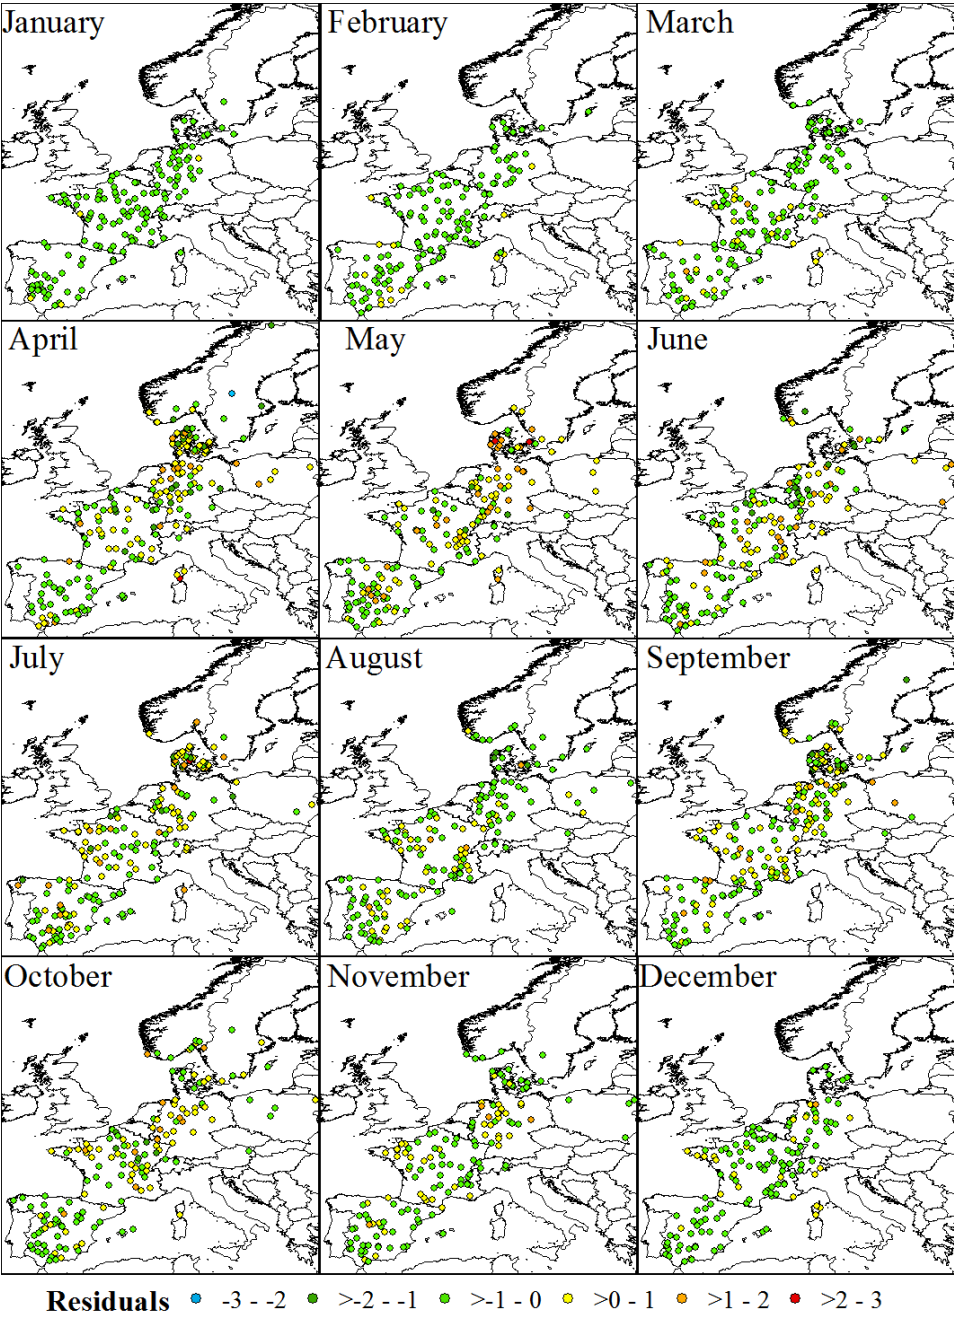 January February March
April May June
July August September
October November December
Residuals -3 - -2 >-2 - -1 >-1 - 0 >0 - 1 >1 - 2 >2 - 3